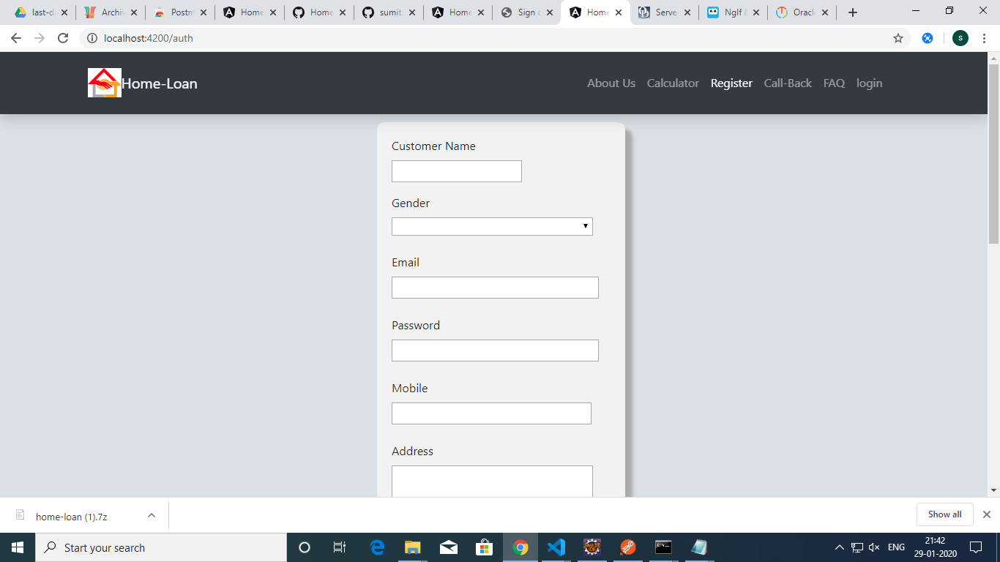 last-d
Archiv
Postm
Home
Home
sumit
Home
Sign o
Home
Serve
NgIf
Oracl
localhost:4200/auth
S
Home-Loan
About Us Calculator Register Call-Back FAQ login
Customer Name
Gender
Email
Password
Mobile
Address
home-loan (1).7z
Show all
Start your search
ENG
21:42
29-01-2020